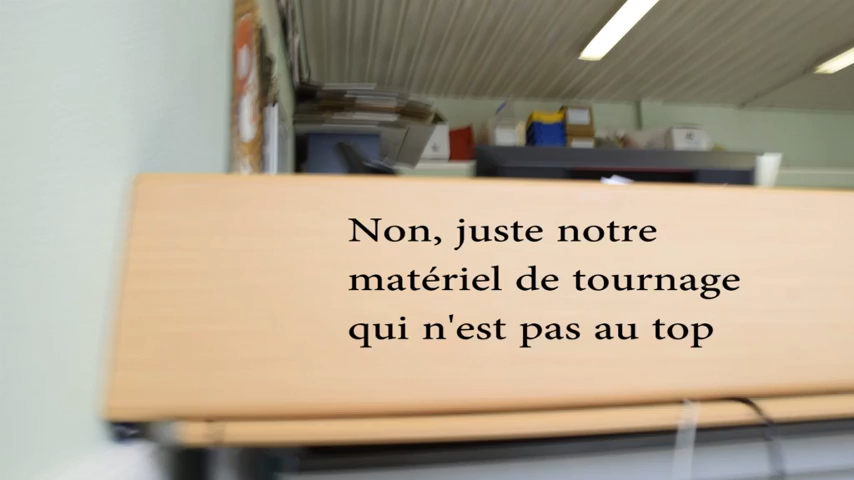 Non, juste notre
matériel de tournage
qui n'est pas au top